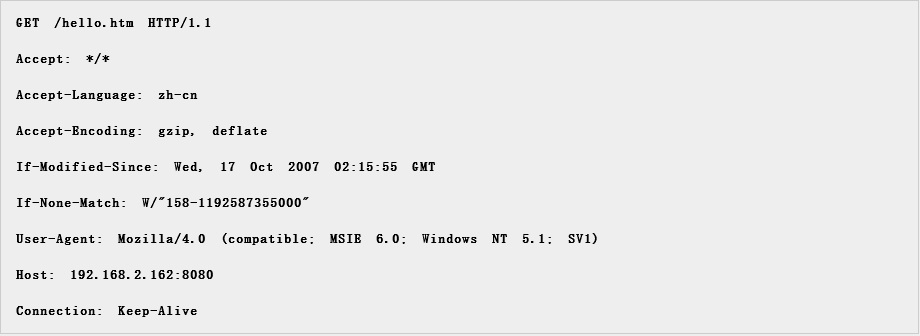 GET /hello.htm HTTP/1.1
Accept: */*
Accept-Language: zh-cn
Accept-Encoding: gzip, deflate
If-Modified-Since: Wed, 17 Oct 2007 02:15:55 GMT
If-None-Match: W/"158-1192587355000"
User-Agent: Mozilla/4.0 (compatible; MSIE 6.0; Windows NT 5.1; SV1)
Host: 192.168.2.162:8080
Connection: Keep-Alive